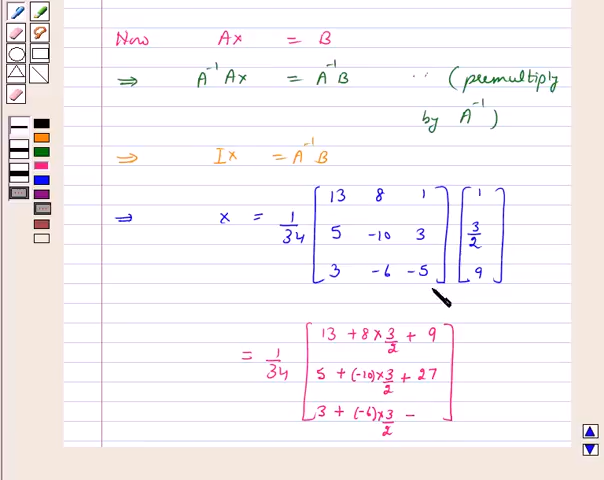 Now Ax = B
⇒ A⁻¹Ax = A⁻¹B ∵ (premultiply
by A⁻¹)
⇒ Ix = A⁻¹B
⇒ x = 1/34 [13 8 1; 5 -10 3; 3 -6 -5] [1; 3/2; 9]
= 1/34 [13 + 8×3/2 + 9; 5 + (-10)×3/2 + 27; 3 + (-6)×3/2 -]